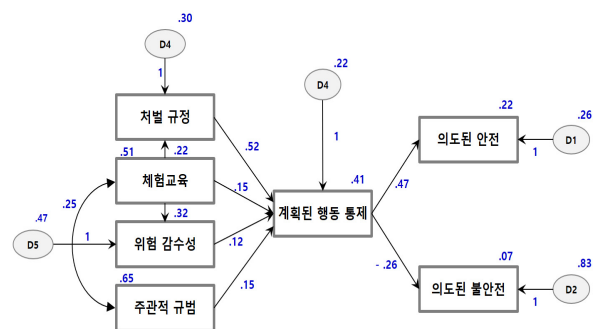 .30
D4
1
.22
D4
1
처벌 규정
.22
.26
의도된 안전
D1
1
.51
.22
.52
체험교육
.15
.41
.47
.25
계획된 행동 통제
.47
.32
D5
1
위험 감수성
.12
.65
.15
- .26
주관적 규범
.07
.83
의도된 불안전
D2
1